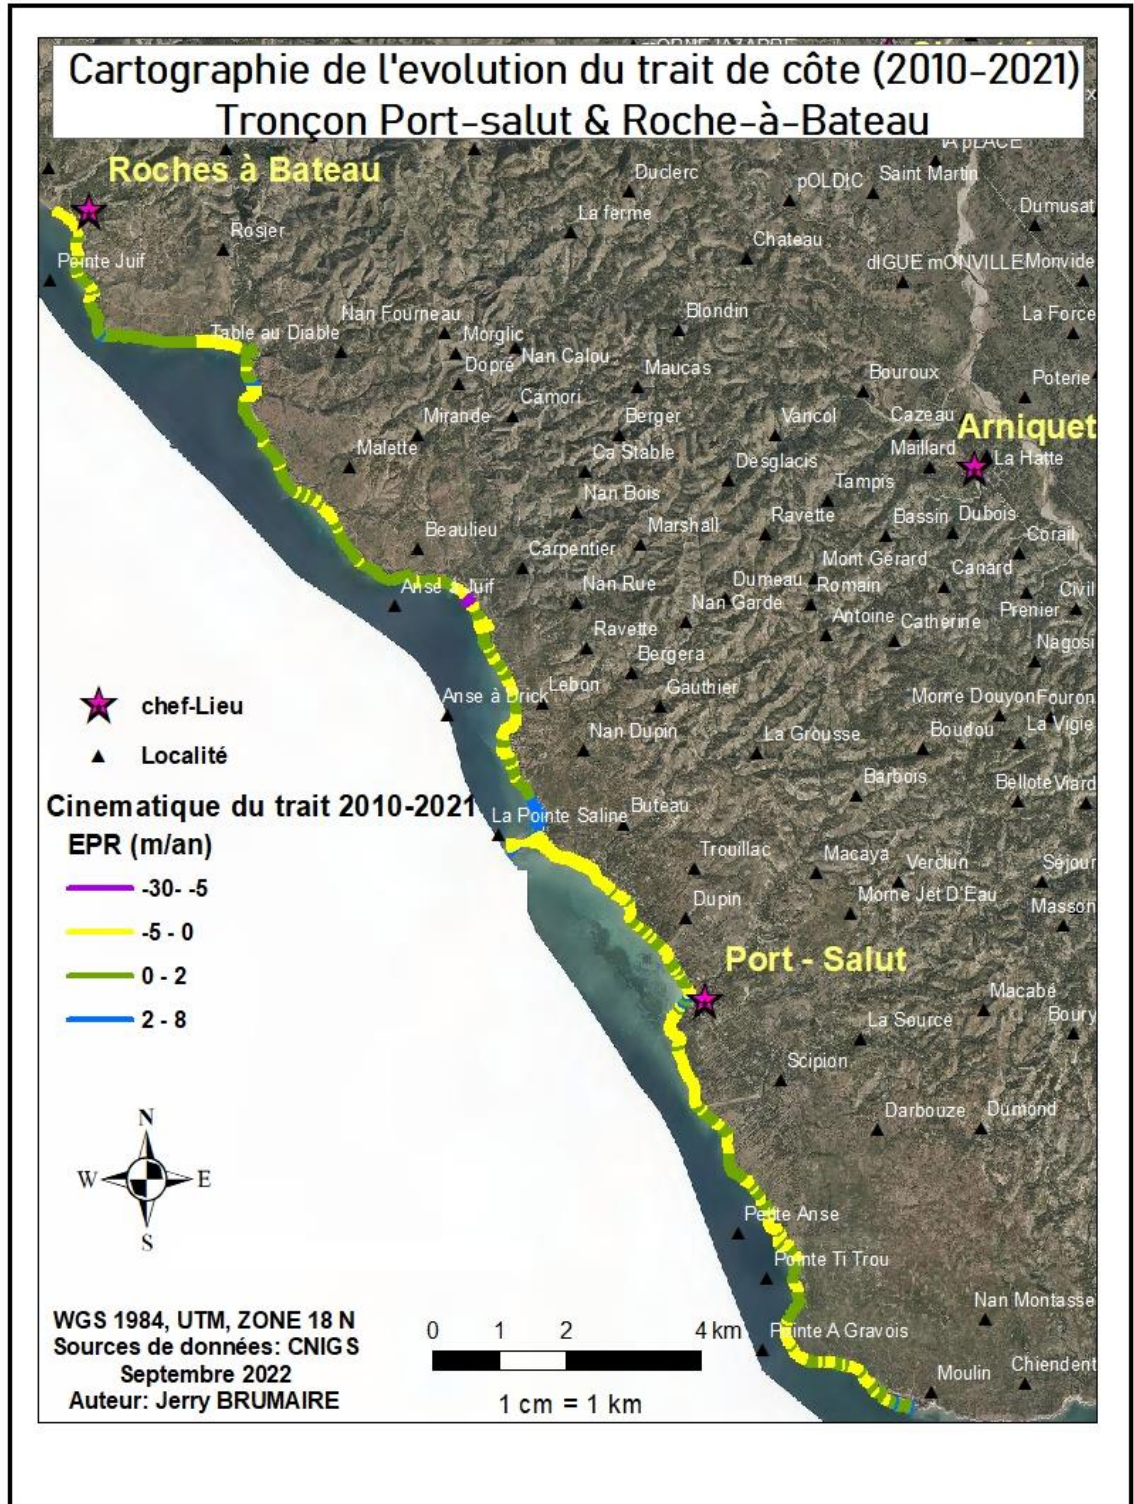 Cartographie de l'evolution du trait de côte (2010-2021)
Tronçon Port-salut & Roche-à-Bateau
Roches à Bateau
Duclerc
pOLDIC
Saint Martin
La ferme
Dumusat
Rosier
Chateau
Pointe Juif
dIGUE mONVILLE
Monvide
Nan Fourneau
Blondin
La Force
Table au Diable
Morglic
Nan Calou
Dopré
Maucas
Bouroux
Poterie
Camori
Mirande
Berger
Varicol
Cazeau
Arniquet
Malette
Ca Stable
Desglacis
Maillard
La Hatte
Tampis
Nan Bois
Ravette
Bassin
Dubois
Beaulieu
Marshall
Corail
Carpentier
Mont Gérard
Canard
Anse à Juif
Nan Rue
Dumeau
Romain
Civil
Nan Garde
Prenier
Antoine
Catherine
Ravette
Nagosi
Bergera
Anse à Drick
Lebon
Gauthier
Morne Douyon
Fouron
chef-Lieu
Nan Dupin
La Grousse
Boudou
La Vigie
Localité
Barbois
Bellote
Viard
Cinematique du trait 2010-2021
La Pointe Saline
Buteau
EPR (m/an)
Trouillac
Macaya
Verclun
Séjour
-30- -5
Dupin
Morne Jet D'Eau
Masson
-5 - 0
Port - Salut
0 - 2
Macabé
2 - 8
La Source
Boury
Scipion
Darbouze
Dumond
N
W
E
S
Petite Anse
Pointe Ti Trou
Nan Montasse
WGS 1984, UTM, ZONE 18 N
Sources de données: CNIGS
Septembre 2022
Auteur: Jerry BRUMAIRE
0 1 2 4 km
Pointe A Gravois
Moulin
Chiendent
1 cm = 1 km